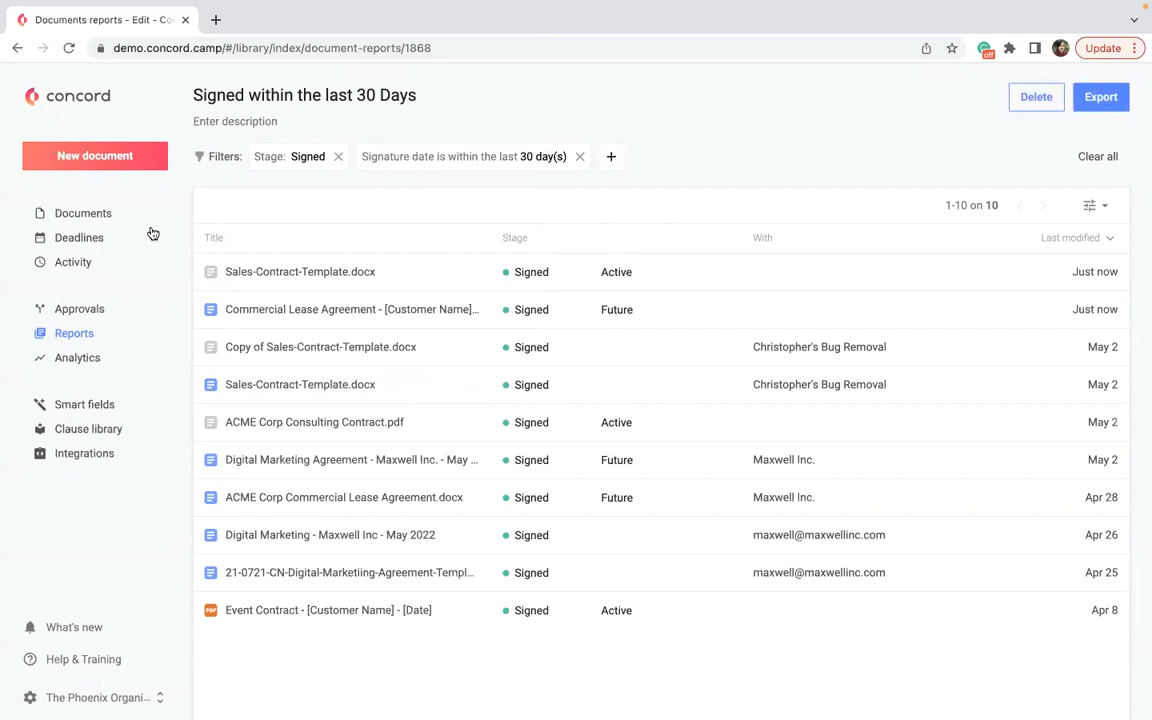 Documents reports - Edit - Co
demo.concord.camp/#/library/index/document-reports/1868
off
Update
concord
Signed within the last 30 Days
Delete
Export
Enter description
New document
Filters:
Stage: Signed
Signature date is within the last 30 day(s)
Clear all
Documents
Deadlines
Activity
Approvals
Reports
Analytics
Smart fields
Clause library
Integrations
What's new
Help & Training
The Phoenix Organi...
1-10 on 10
Title Stage With Last modified
Sales-Contract-Template.docx Signed Active Just now
Commercial Lease Agreement - [Customer Name]... Signed Future Just now
Copy of Sales-Contract-Template.docx Signed Christopher's Bug Removal May 2
Sales-Contract-Template.docx Signed Christopher's Bug Removal May 2
ACME Corp Consulting Contract.pdf Signed Active May 2
Digital Marketing Agreement - Maxwell Inc. - May ... Signed Future Maxwell Inc. May 2
ACME Corp Commercial Lease Agreement.docx Signed Future Maxwell Inc. Apr 28
Digital Marketing - Maxwell Inc - May 2022 Signed maxwell@maxwellinc.com Apr 26
21-0721-CN-Digital-Marketiing-Agreement-Templ... Signed maxwell@maxwellinc.com Apr 25
PDF Event Contract - [Customer Name] - [Date] Signed Active Apr 8